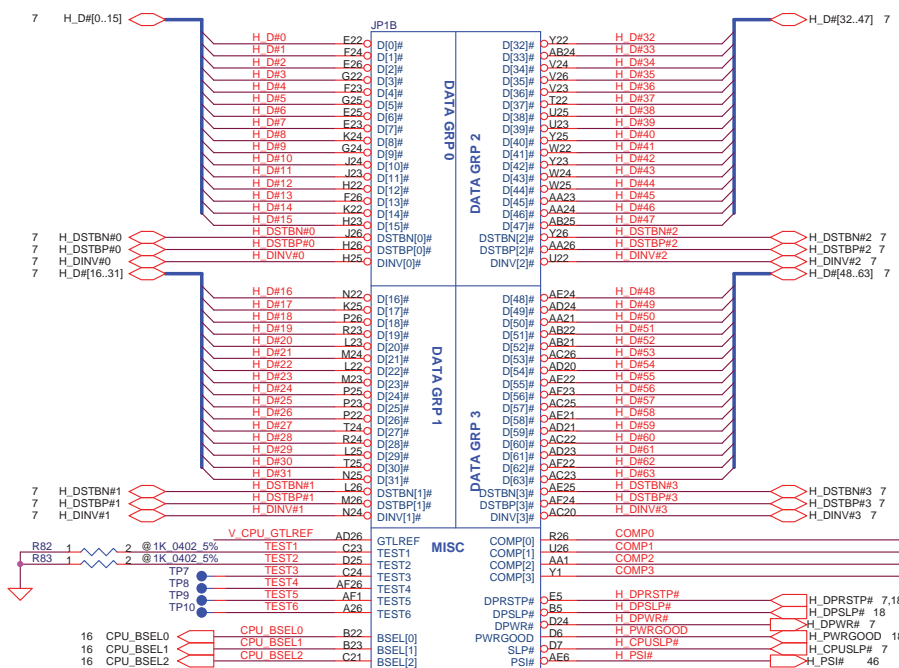 7 H_D#[0..15] JP1B H_D#[32..47] 7
H_D#0 E22 D[0]# D[32]# Y22 H_D#32
H_D#1 F24 D[1]# D[33]# AB24 H_D#33
H_D#2 E26 D[2]# D[34]# V24 H_D#34
H_D#3 G22 D[3]# D[35]# V26 H_D#35
H_D#4 F23 D[4]# D[36]# V23 H_D#36
H_D#5 G25 D[5]# D[37]# T22 H_D#37
H_D#6 E25 D[6]# D[38]# U25 H_D#38
H_D#7 E23 D[7]# D[39]# U23 H_D#39
H_D#8 K24 D[8]# D[40]# Y25 H_D#40
H_D#9 G24 D[9]# D[41]# W22 H_D#41
H_D#10 J24 D[10]# D[42]# Y23 H_D#42
H_D#11 J23 D[11]# D[43]# W24 H_D#43
H_D#12 H22 D[12]# D[44]# W25 H_D#44
H_D#13 F26 D[13]# D[45]# AA23 H_D#45
H_D#14 K22 D[14]# D[46]# AA24 H_D#46
H_D#15 H23 D[15]# D[47]# AB25 H_D#47
DATA GRP 0
DATA GRP 2
7 H_DSTBN#0 H_DSTBN#0 J26 DSTBN[0]# DSTBN[2]# Y26 H_DSTBN#2 H_DSTBN#2 7
7 H_DSTBP#0 H_DSTBP#0 H26 DSTBP[0]# DSTBP[2]# AA26 H_DSTBP#2 H_DSTBP#2 7
7 H_DINV#0 H_DINV#0 H25 DINV[0]# DINV[2]# U22 H_DINV#2 H_DINV#2 7
7 H_D#[16..31] H_D#[48..63] 7
H_D#16 N22 D[16]# D[48]# AE24 H_D#48
H_D#17 K25 D[17]# D[49]# AD24 H_D#49
H_D#18 P26 D[18]# D[50]# AA21 H_D#50
H_D#19 R23 D[19]# D[51]# AB22 H_D#51
H_D#20 L23 D[20]# D[52]# AB21 H_D#52
H_D#21 M24 D[21]# D[53]# AC26 H_D#53
H_D#22 L22 D[22]# D[54]# AD20 H_D#54
H_D#23 M23 D[23]# D[55]# AE22 H_D#55
H_D#24 P25 D[24]# D[56]# AF23 H_D#56
H_D#25 P23 D[25]# D[57]# AC25 H_D#57
H_D#26 P22 D[26]# D[58]# AE21 H_D#58
H_D#27 T24 D[27]# D[59]# AD21 H_D#59
H_D#28 R24 D[28]# D[60]# AC22 H_D#60
H_D#29 L25 D[29]# D[61]# AD23 H_D#61
H_D#30 T25 D[30]# D[62]# AF22 H_D#62
H_D#31 N25 D[31]# D[63]# AC23 H_D#63
DATA GRP 1
DATA GRP 3
7 H_DSTBN#1 H_DSTBN#1 L26 DSTBN[1]# DSTBN[3]# AE25 H_DSTBN#3 H_DSTBN#3 7
7 H_DSTBP#1 H_DSTBP#1 M26 DSTBP[1]# DSTBP[3]# AF24 H_DSTBP#3 H_DSTBP#3 7
7 H_DINV#1 H_DINV#1 N24 DINV[1]# DINV[3]# AC20 H_DINV#3 H_DINV#3 7
MISC
V_CPU_GTLREF AD26 GTLREF COMP[0] R26 COMP0
R82 1 2 @1K_0402_5% TEST1 C23 TEST1 COMP[1] U26 COMP1
R83 1 2 @1K_0402_5% TEST2 D25 TEST2 COMP[2] AA1 COMP2
TP7 TEST3 C24 TEST3 COMP[3] Y1 COMP3
TP8 TEST4 AF26 TEST4
TP9 TEST5 AF1 TEST5 DPRSTP# E5 H_DPRSTP# H_DPRSTP# 7,18
TP10 TEST6 A26 TEST6 DPSLP# B5 H_DPSLP# H_DPSLP# 18
DPWR# D24 H_DPWR# H_DPWR# 7
16 CPU_BSEL0 CPU_BSEL0 B22 BSEL[0] PWRGOOD D6 H_PWRGOOD H_PWRGOOD 18
16 CPU_BSEL1 CPU_BSEL1 B23 BSEL[1] SLP# D7 H_CPUSLP# H_CPUSLP# 7
16 CPU_BSEL2 CPU_BSEL2 C21 BSEL[2] PSI# AE6 H_PSI# H_PSI# 46